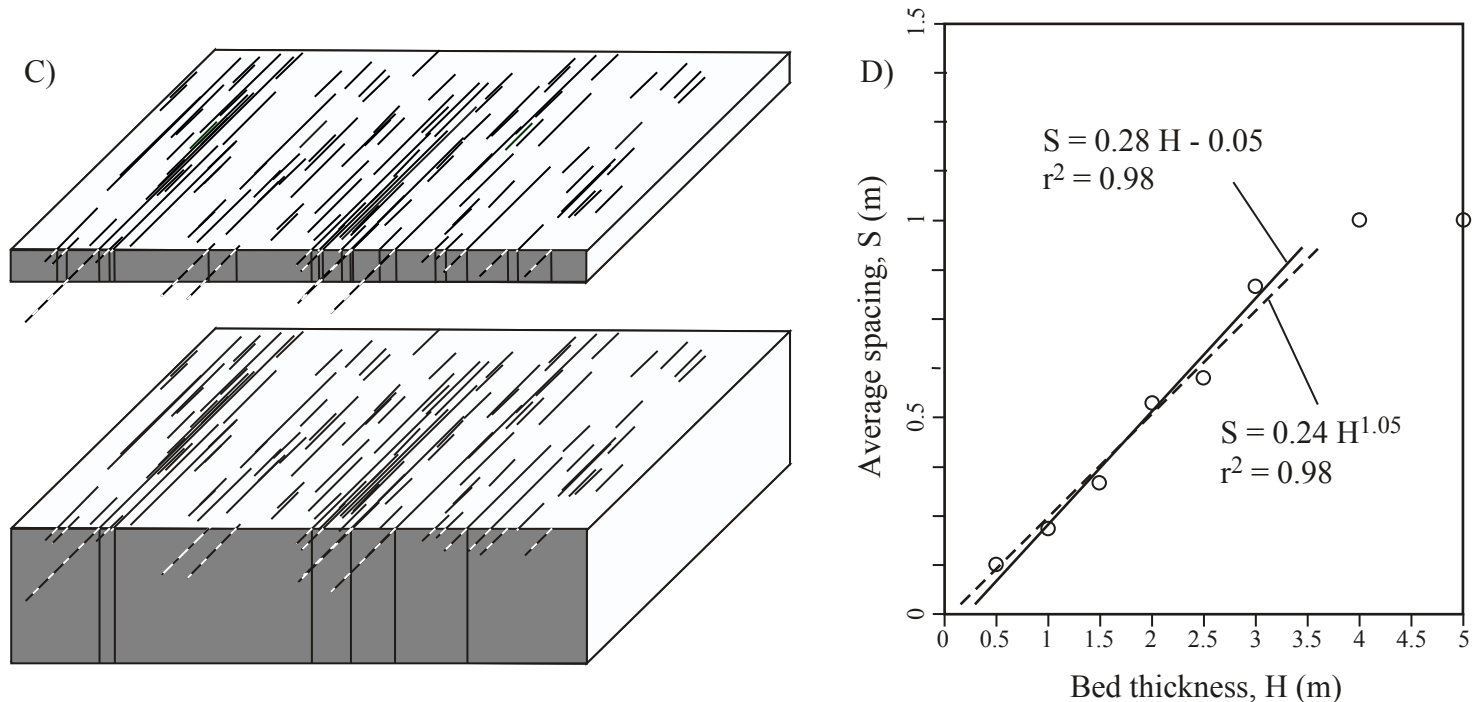 C)
D)
1.5
1
0.5
0
Average spacing, S (m)
S = 0.28 H - 0.05
r² = 0.98
S = 0.24 H^1.05
r² = 0.98
0 0.5 1 1.5 2 2.5 3 3.5 4 4.5 5
Bed thickness, H (m)